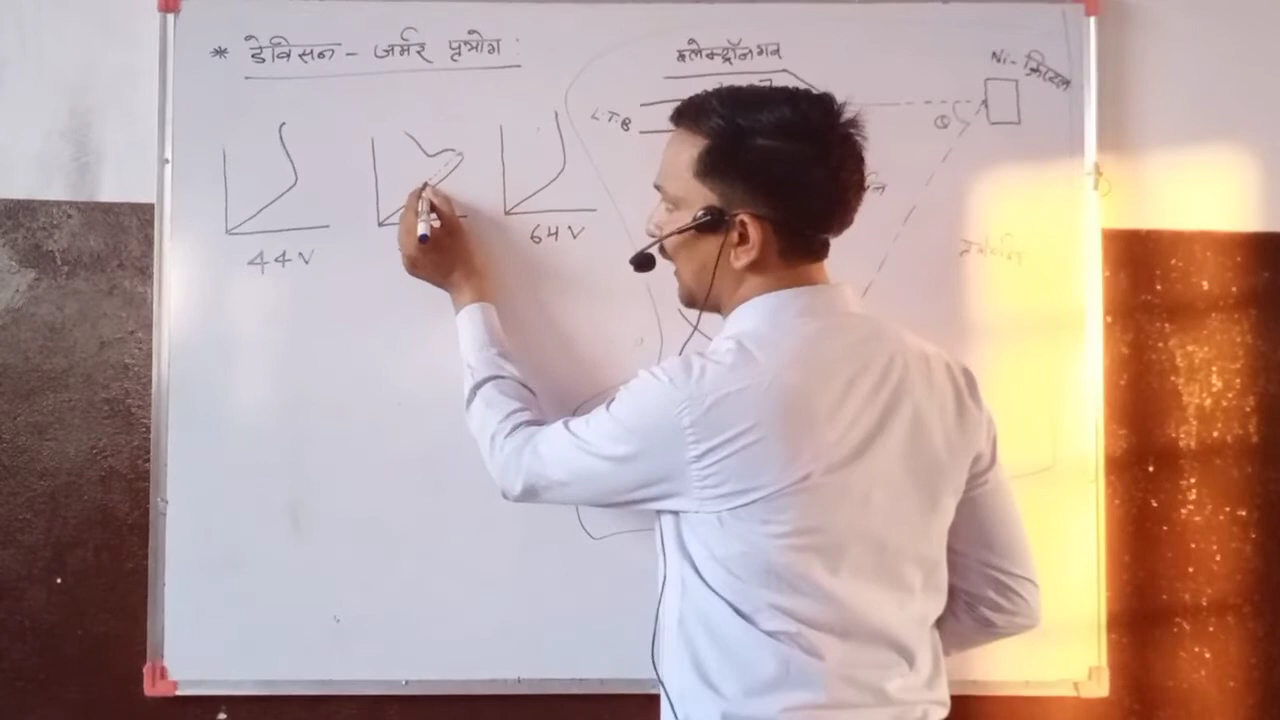 * डेविसन - जर्मर प्रयोग :
इलेक्ट्रॉनगन
Ni- क्रिस्टल
L.T.B
θ
44V
64V